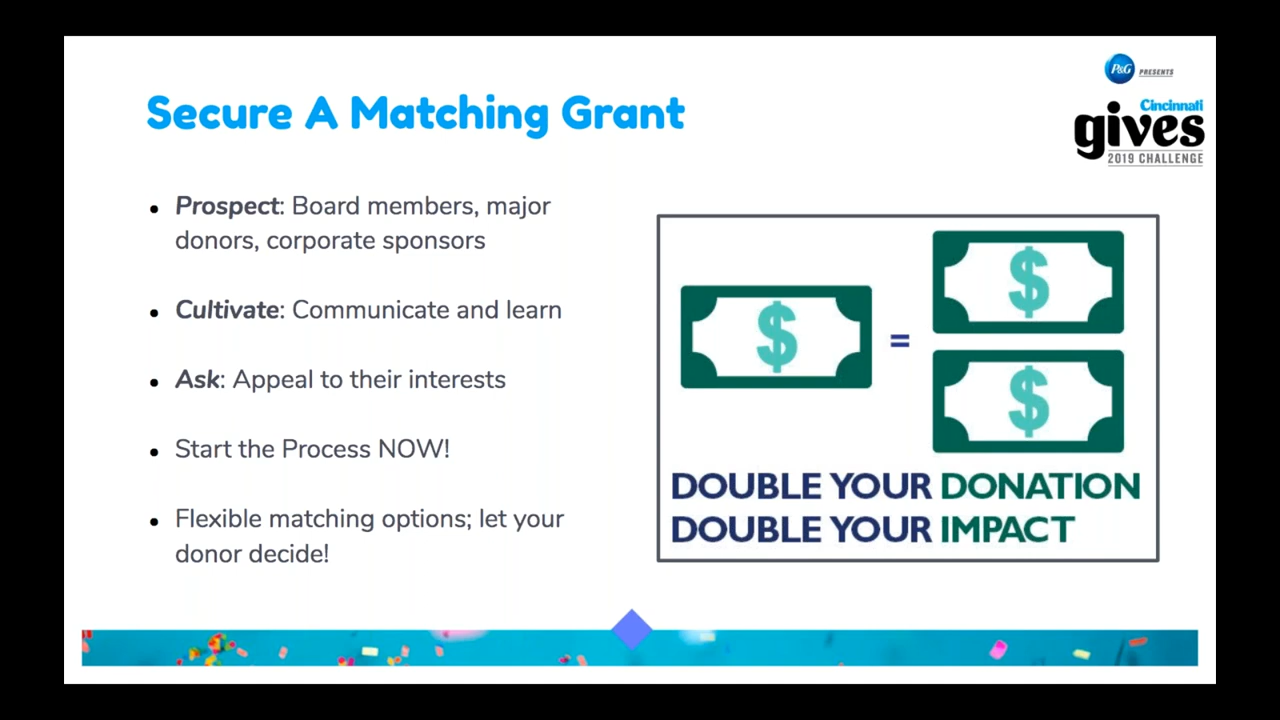 P&G PRESENTS
Cincinnati
gives
2019 CHALLENGE
Secure A Matching Grant
• Prospect: Board members, major
donors, corporate sponsors
• Cultivate: Communicate and learn
• Ask: Appeal to their interests
• Start the Process NOW!
• Flexible matching options; let your
donor decide!
$ = $
$
DOUBLE YOUR DONATION
DOUBLE YOUR IMPACT